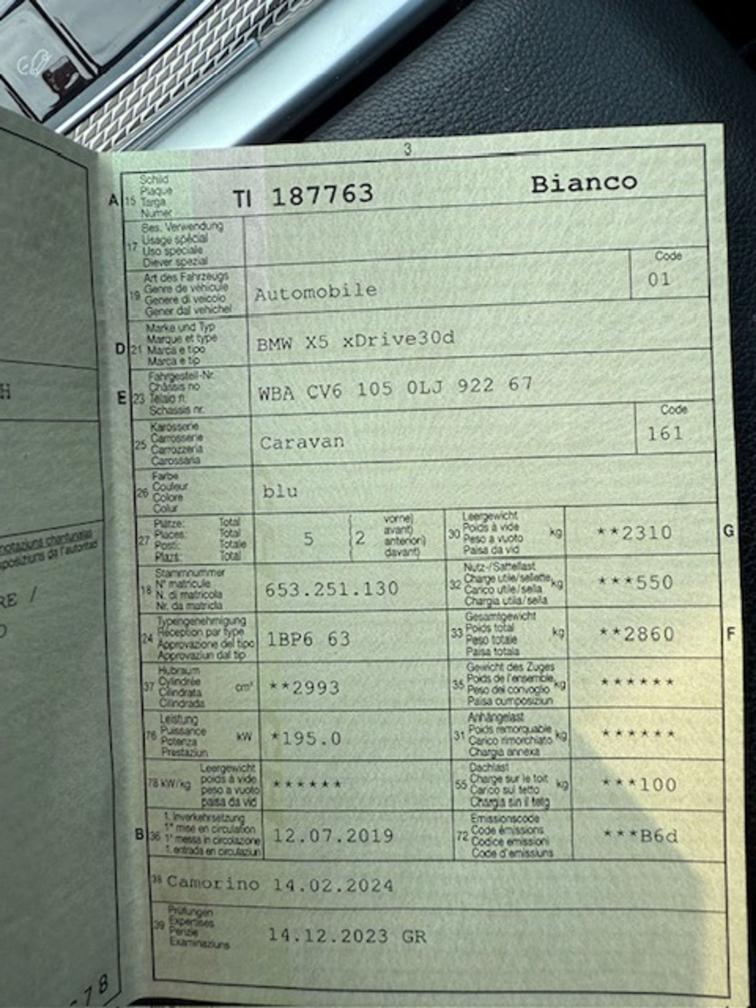 3
A 15 Schild
Plaque
Targa
Numer
TI 187763 Bianco
17 Bes. Verwendung
Usage spécial
Uso speciale
Diever spezial
19 Art des Fahrzeugs
Genre de véhicule
Genere di veicolo
Gener dal vehichel
Automobile
Code
01
D 21 Marke und Typ
Marque et type
Marca e tipo
Marca e tip
BMW X5 xDrive30d
E 23 Fahrgestell-Nr.
Châssis no
Telaio n.
Schassis nr.
WBA CV6 105 0LJ 922 67
25 Karosserie
Carrosserie
Carrozzeria
Carossaria
Caravan
Code
161
26 Farbe
Couleur
Colore
Colur
blu
27 Plätze: Total
Places: Total
Posti: Totale
Plazs: Total
5 (2
vorne)
avant)
anteriori)
davant)
30 Leergewicht
Poids à vide
Peso a vuoto
Paisa da vid
kg
**2310 G
18 Stammnummer
N° matricule
N. di matricola
Nr. da matricla
653.251.130
32 Nutz-/Sattellast
Charge utile/sellette
Carico utile/sella
Chargia utila/sella
kg
***550
24 Typengenehmigung
Réception par type
Approvazione del tipo
Approvaziun dal tip
1BP6 63
33 Gesamtgewicht
Poids total
Peso totale
Paisa totala
kg
**2860 F
37 Hubraum
Cylindrée
Cilindrata
Cilindrada
cm³
**2993
35 Gewicht des Zuges
Poids de l'ensemble
Peso del convoglio
Paisa cumposiziun
kg
******
76 Leistung
Puissance
Potenza
Prestaziun
kW
*195.0
31 Anhängelast
Poids remorquable
Carico rimorchiato
Chargia annexa
kg
******
78 kW/kg Leergewicht
poids à vide
peso a vuoto
paisa da vid
******
55 Dachlast
Charge sur le toit
Carico sul tetto
Chargia sin il tetg
kg
***100
B 36 1. Inverkehrsetzung
1re mise en circulation
1a messa in circolazione
1. entrada en circulaziun
12.07.2019
72 Emissionscode
Code émissions
Codice emissioni
Code d'emissiuns
***B6d
38 Camorino 14.02.2024
39 Prüfungen
Expertises
Perizie
Examinaziuns
14.12.2023 GR
H
RE /